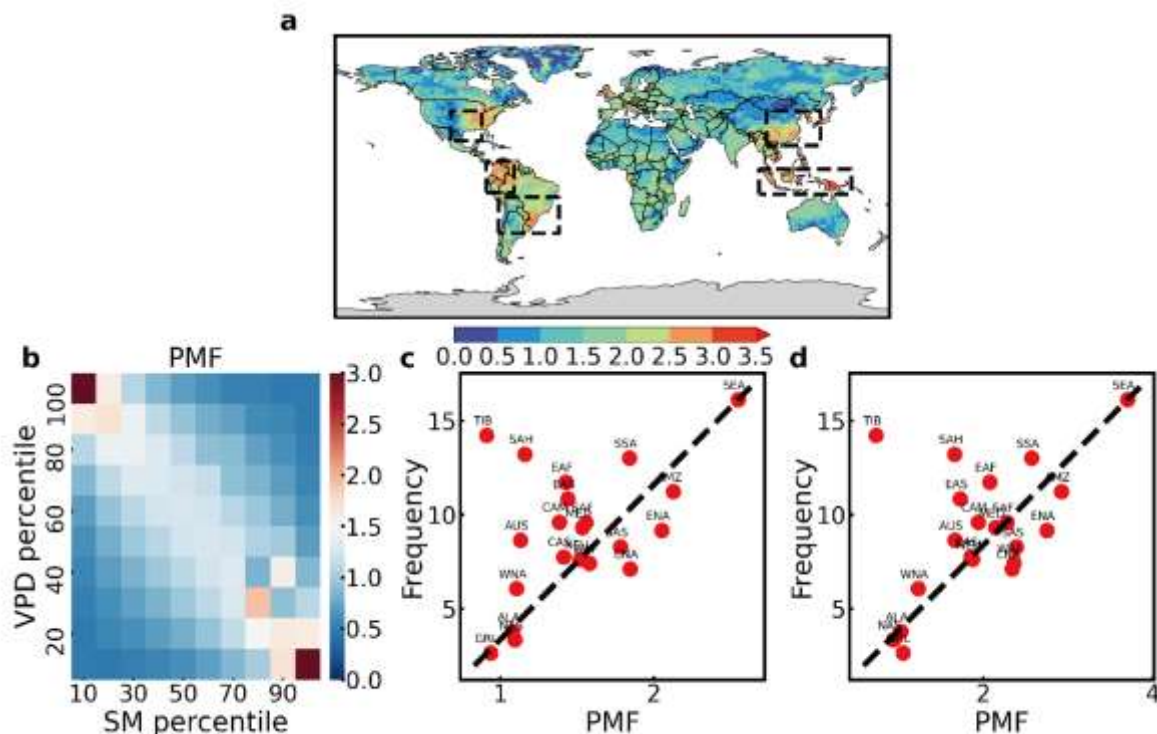 a
0.0 0.5 1.0 1.5 2.0 2.5 3.0 3.5
b
PMF
VPD percentile
100
80
60
40
20
10 30 50 70 90
SM percentile
3.0
2.5
2.0
1.5
1.0
0.5
0.0
c
Frequency
15
10
5
1 2
PMF
SEA
TIB
SAH
SSA
EAF
ENA
AUS
CAS
WNA
ALA
d
Frequency
15
10
5
2 4
PMF
SEA
TIB
SAH
SSA
EAF
EAS
CAM
SAF
ENA
AUS
WNA
ALA